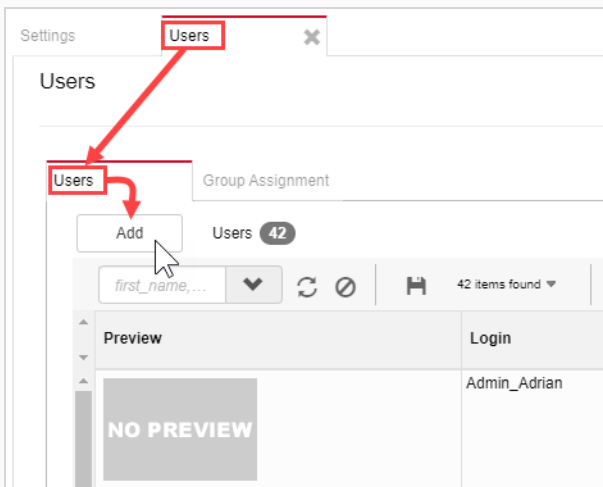 Settings
Users
Users
Users
Group Assignment
Add
Users 42
first_name,...
42 items found
Preview
Login
Admin_Adrian
NO PREVIEW